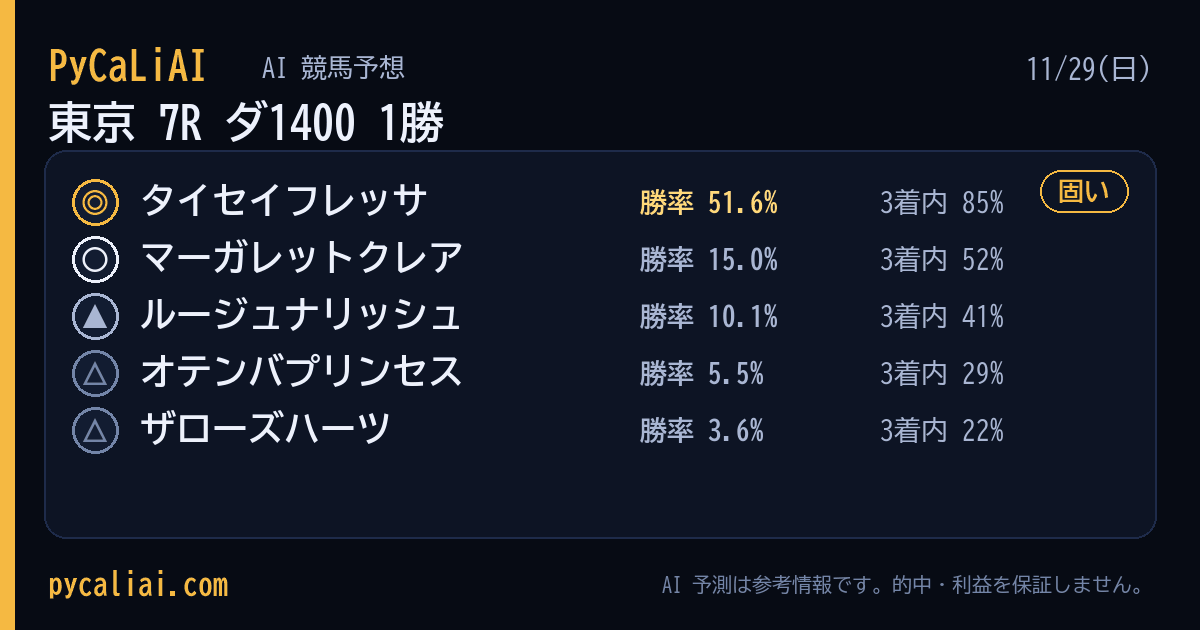 PyCaLiAI AI 競馬予想 11/29(日)
東京 7R ダ1400 1勝
◎ タイセイフレッサ 勝率 51.6% 3着内 85% 固い
○ マーガレットクレア 勝率 15.0% 3着内 52%
▲ ルージュナリッシュ 勝率 10.1% 3着内 41%
△ オテンバプリンセス 勝率 5.5% 3着内 29%
△ ザローズハーツ 勝率 3.6% 3着内 22%
pycaliai.com AI 予測は参考情報です。的中・利益を保証しません。